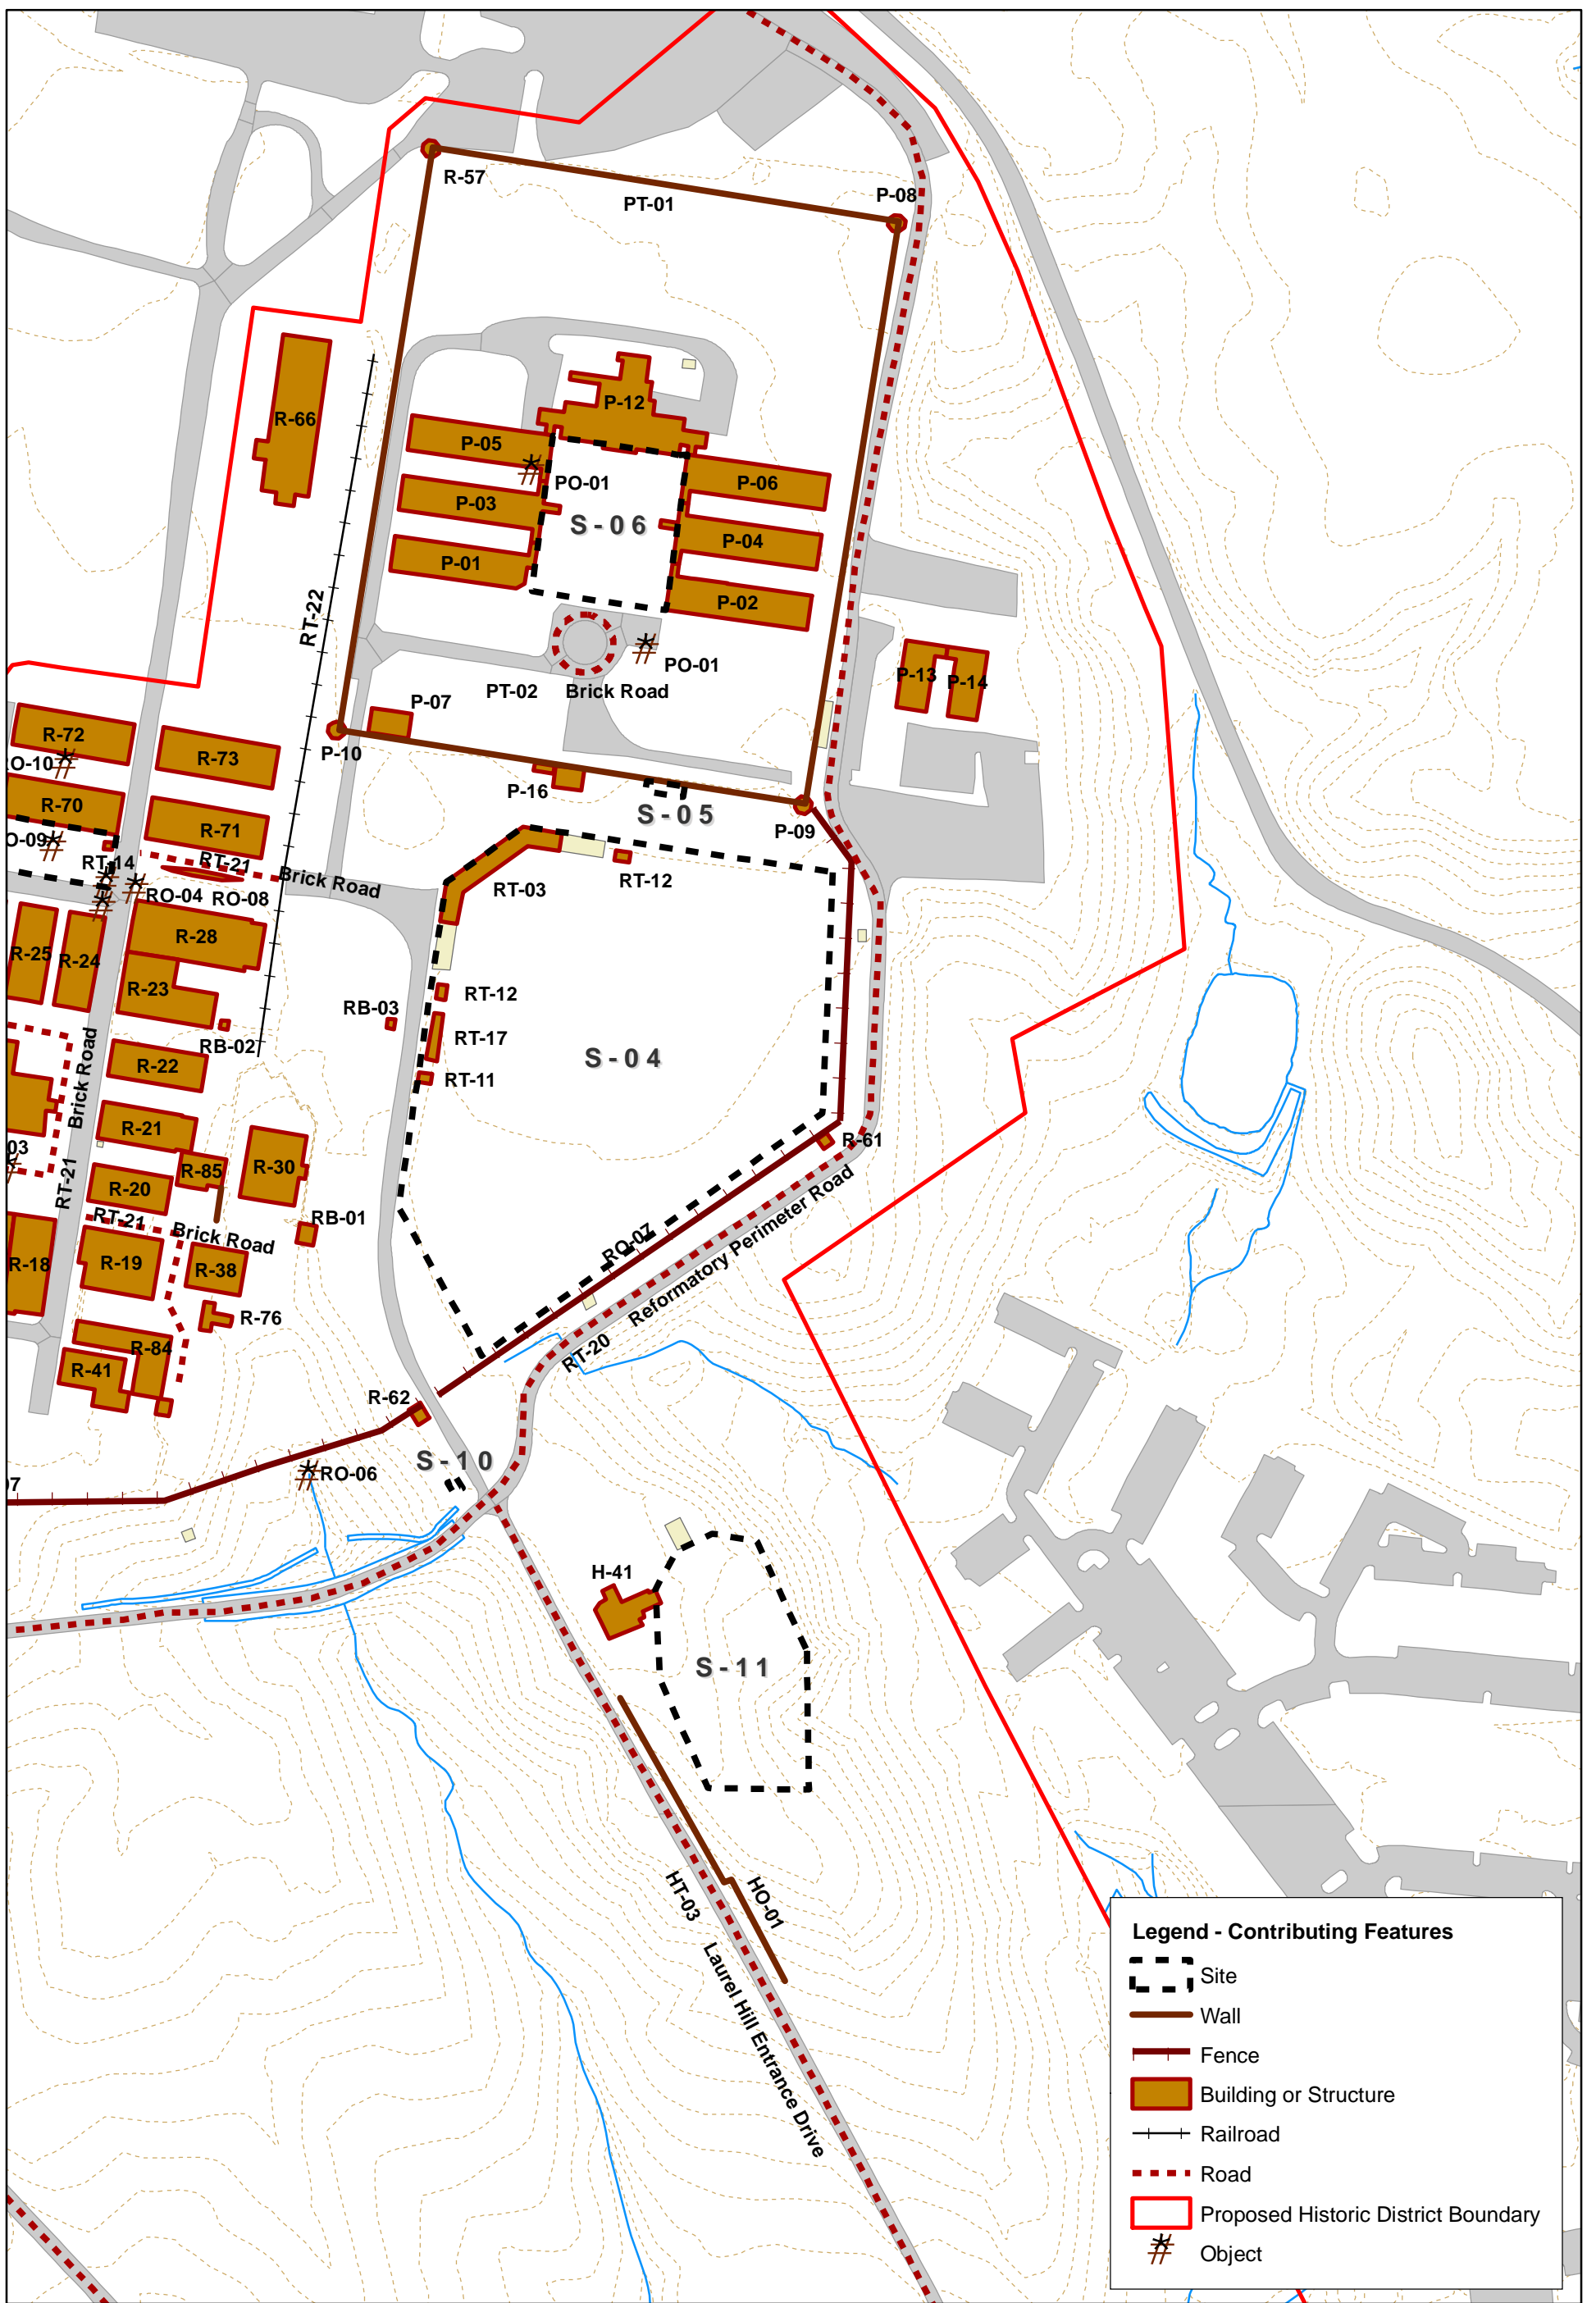 R-57
PT-01
P-08
R-66
P-12
P-05
PO-01
P-06
P-03
S-06
P-04
P-01
P-02
RT-22
PO-01
PT-02
Brick Road
P-07
P-10
R-72
R-73
P-13
P-14
O-10
P-16
R-70
R-71
S-05
P-09
O-09
RT-14
RT-21
Brick Road
RT-03
RT-12
RO-04
RO-08
R-28
R-25
R-24
R-23
RT-12
RB-03
RT-17
RB-02
S-04
R-22
RT-11
Brick Road
R-21
R-61
03
R-85
R-30
R-20
RT-21
RT-21
Brick Road
RB-01
RO-07
Reformatory Perimeter Road
R-18
R-19
R-38
R-76
R-84
RT-20
R-41
R-62
S-10
RO-06
07
H-41
S-11
HT-03
HO-01
Laurel Hill Entrance Drive
Legend - Contributing Features
Site
Wall
Fence
Building or Structure
Railroad
Road
Proposed Historic District Boundary
Object